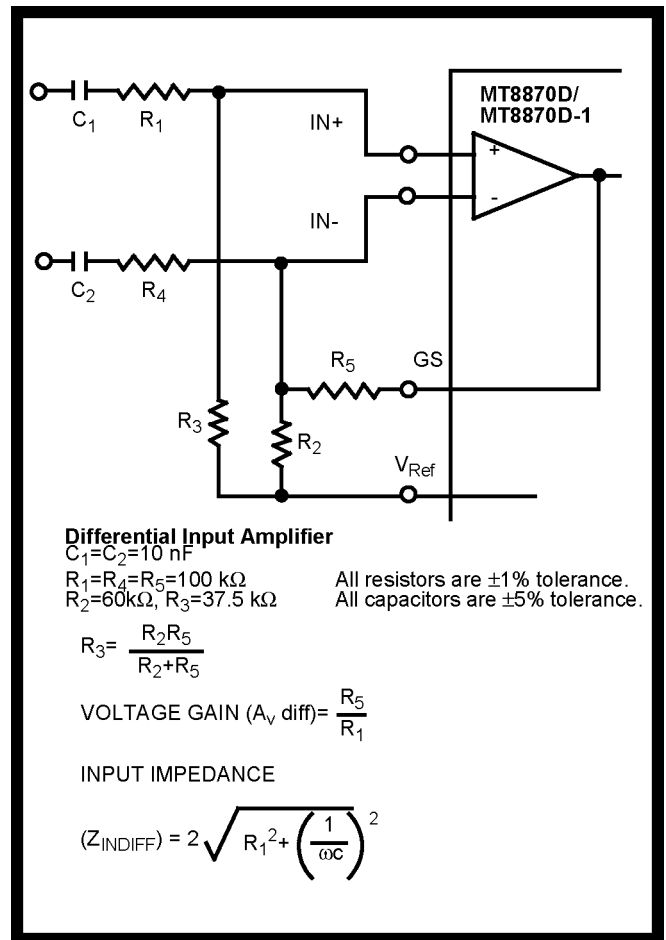 MT8870D/
MT8870D-1
C1 R1 IN+ +
IN- -
C2 R4
R5 GS
R3 R2
VRef
Differential Input Amplifier
C1=C2=10 nF
R1=R4=R5=100 kΩ All resistors are ±1% tolerance.
R2=60kΩ, R3=37.5 kΩ All capacitors are ±5% tolerance.
R3= R2R5
R2+R5
VOLTAGE GAIN (Av diff)= R5
R1
INPUT IMPEDANCE
(ZINDIFF) = 2 √ R1²+ ( 1 ) ²
ωc